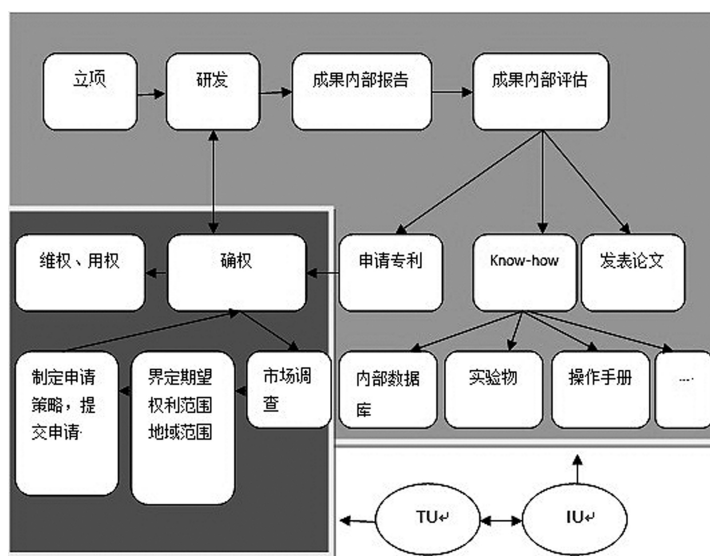 立项
研发
成果内部报告
成果内部评估
维权、用权
确权
申请专利
Know-how
发表论文
制定申请
策略，提
交申请
界定期望
权利范围
地域范围
市场调
查
内部数据
库
实验物
操作手册
....
TU
IU